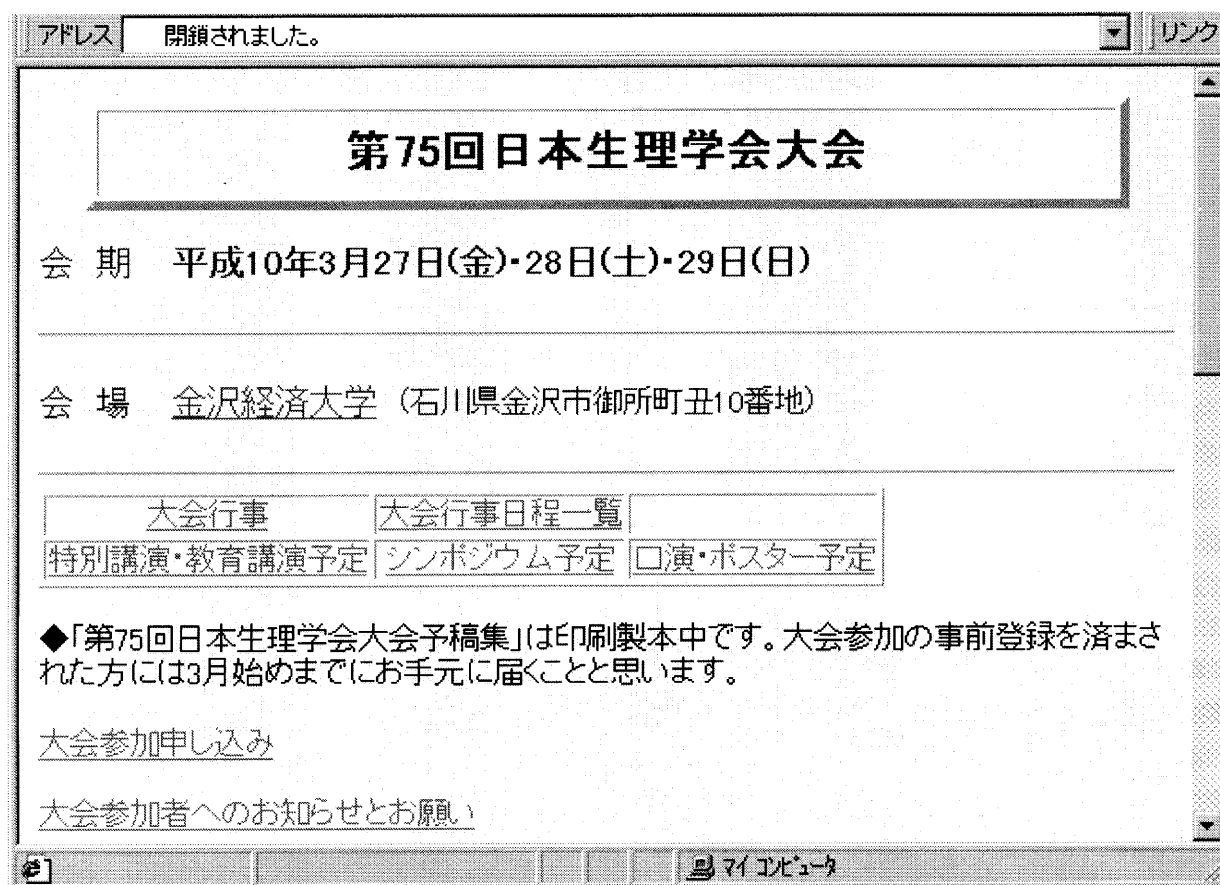 アドレス 閉鎖されました。 リンク
第75回日本生理学会大会
会 期 平成10年3月27日(金)・28日(土)・29日(日)
会 場 金沢経済大学 (石川県金沢市御所町丑10番地)
大会行事 大会行事日程一覧
特別講演・教育講演予定 シンポジウム予定 口演・ポスター予定
◆「第75回日本生理学会大会予稿集」は印刷製本中です。大会参加の事前登録を済まさ
れた方には3月始めまでにお手元に届くことと思います。
大会参加申し込み
大会参加者へのお知らせとお願い
マイ コンピュータ